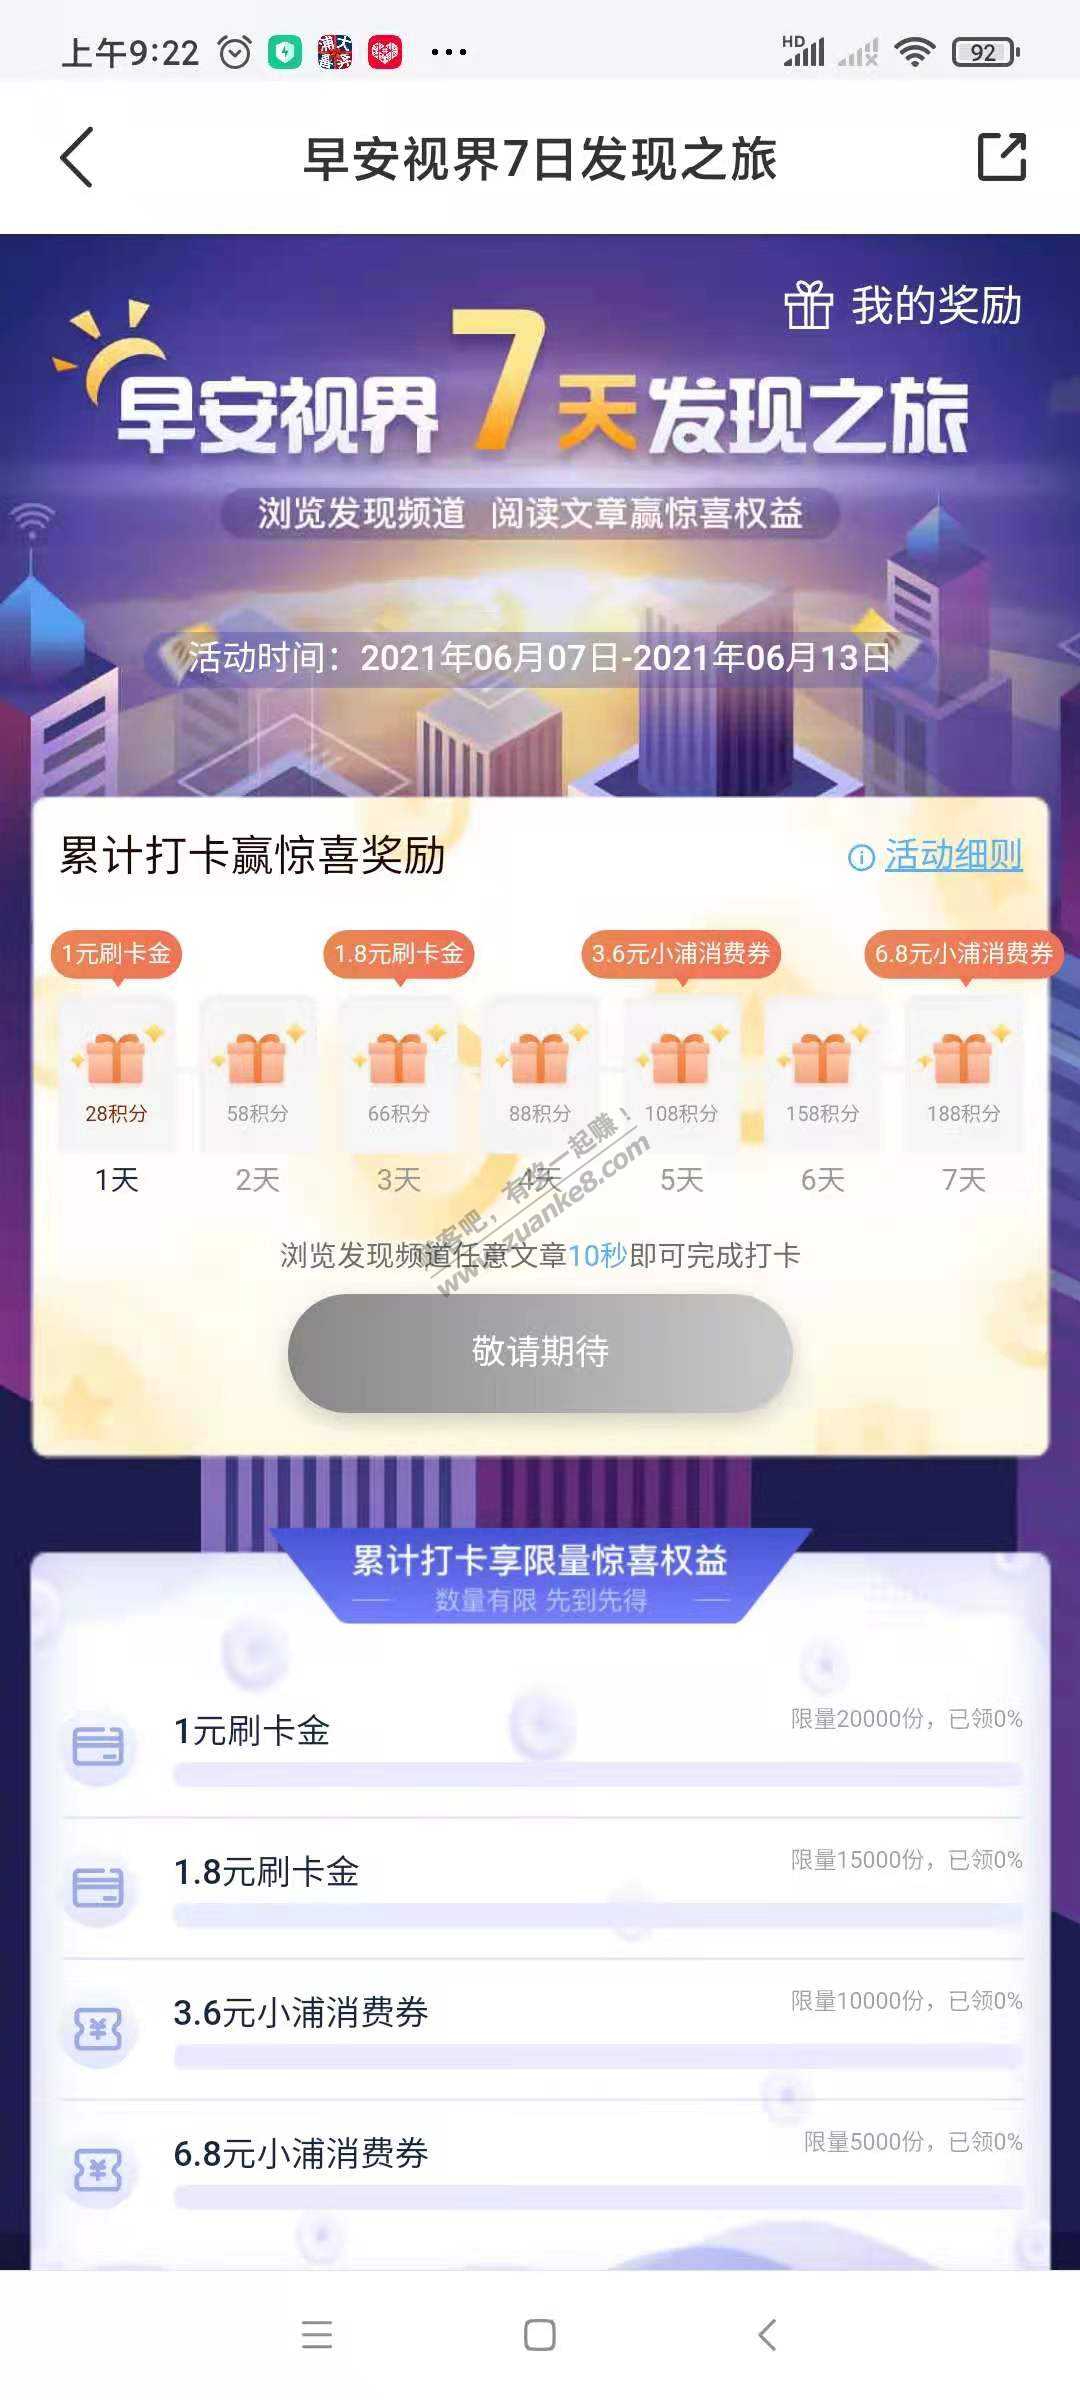 上午9:22
HD
92
早安视界7日发现之旅
我的奖励
早安视界7天发现之旅
浏览发现频道 阅读文章赢惊喜权益
活动时间：2021年06月07日-2021年06月13日
累计打卡赢惊喜奖励
活动细则
1元刷卡金 1.8元刷卡金 3.6元小浦消费券 6.8元小浦消费券
28积分 58积分 66积分 88积分 108积分 158积分 188积分
1天 2天 3天 4天 5天 6天 7天
赚客吧，有奖一起赚！
www.zuanke8.com
浏览发现频道任意文章10秒即可完成打卡
敬请期待
累计打卡享限量惊喜权益
数量有限 先到先得
1元刷卡金
限量20000份，已领0%
1.8元刷卡金
限量15000份，已领0%
3.6元小浦消费券
限量10000份，已领0%
6.8元小浦消费券
限量5000份，已领0%